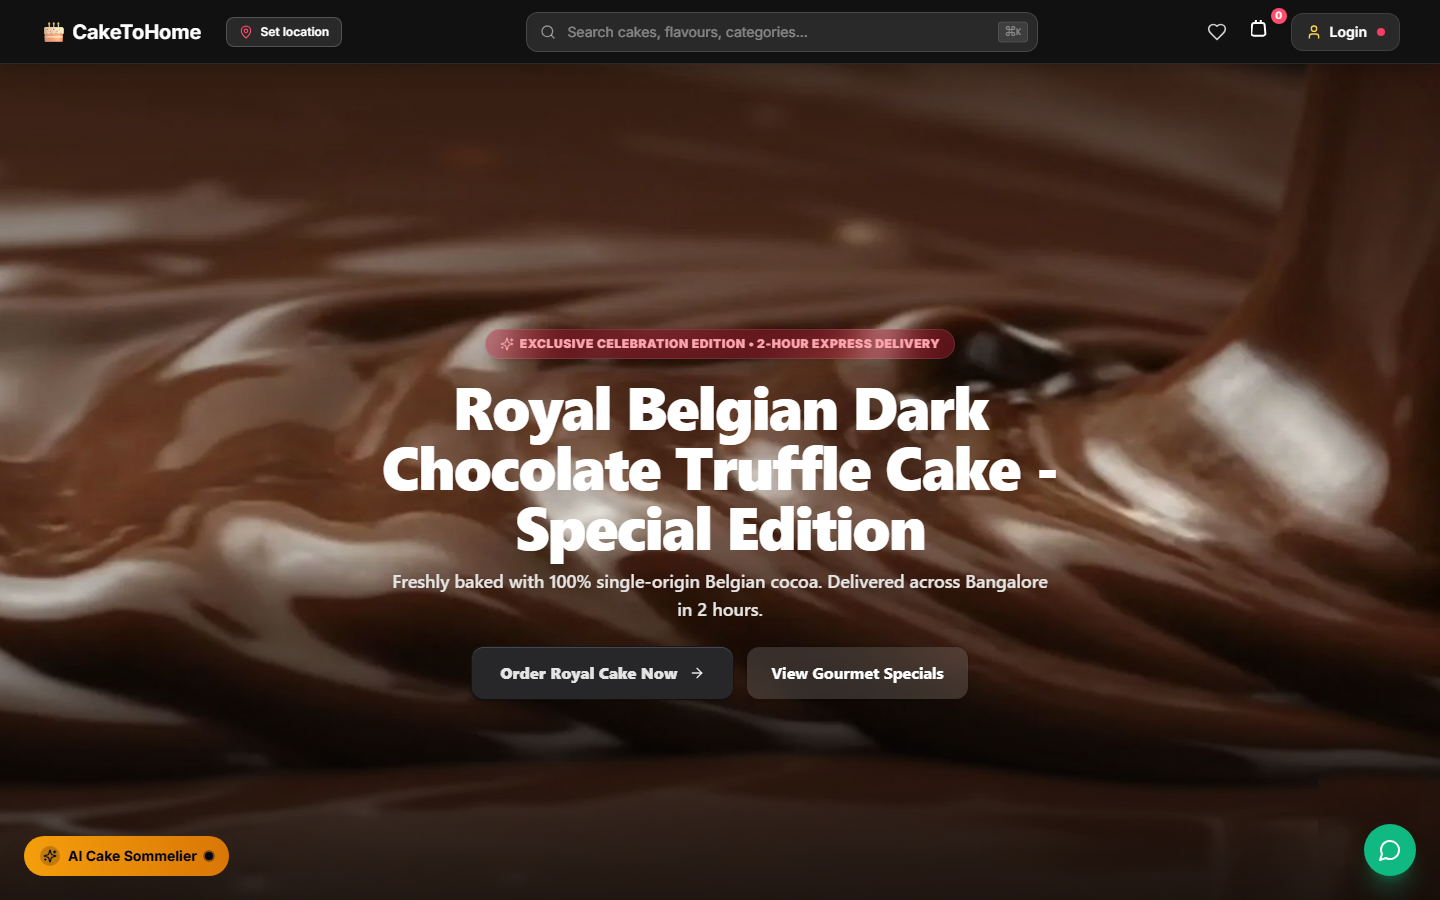 CakeToHome
Set location
Search cakes, flavours, categories...
⌘K
0
Login
EXCLUSIVE CELEBRATION EDITION • 2-HOUR EXPRESS DELIVERY
Royal Belgian Dark
Chocolate Truffle Cake -
Special Edition
Freshly baked with 100% single-origin Belgian cocoa. Delivered across Bangalore
in 2 hours.
Order Royal Cake Now →
View Gourmet Specials
AI Cake Sommelier